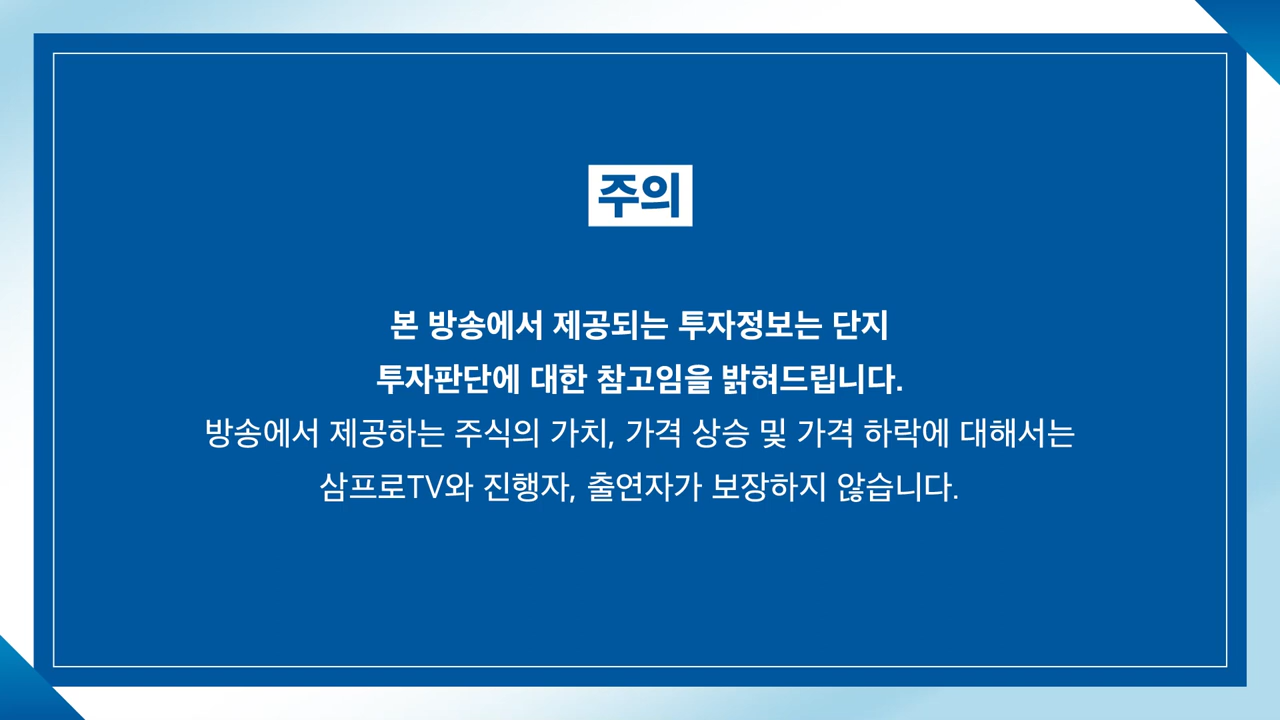 주의
본 방송에서 제공되는 투자정보는 단지
투자판단에 대한 참고임을 밝혀드립니다.
방송에서 제공하는 주식의 가치, 가격 상승 및 가격 하락에 대해서는
삼프로TV와 진행자, 출연자가 보장하지 않습니다.